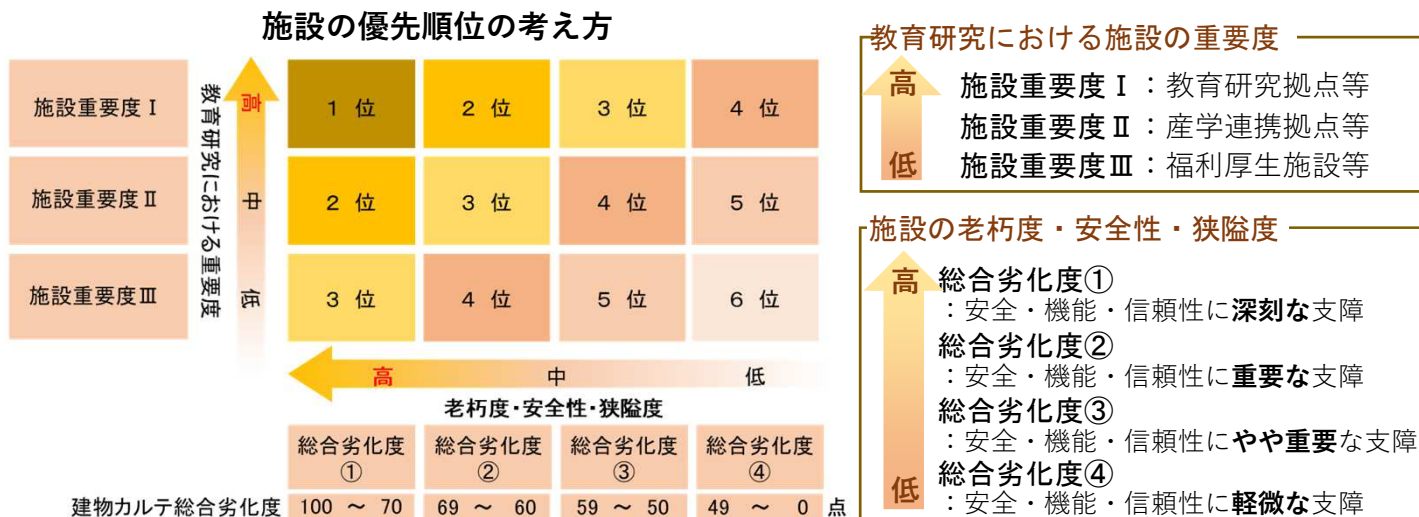 施設の優先順位の考え方
施設重要度Ⅰ
施設重要度Ⅱ
施設重要度Ⅲ
教育研究における重要度
高
中
低
1 位
2 位
3 位
4 位
2 位
3 位
4 位
5 位
3 位
4 位
5 位
6 位
高
中
低
老朽度・安全性・狭隘度
総合劣化度
①
総合劣化度
②
総合劣化度
③
総合劣化度
④
建物カルテ総合劣化度 100 ～ 70 69 ～ 60 59 ～ 50 49 ～ 0 点
教育研究における施設の重要度
高
低
施設重要度Ⅰ：教育研究拠点等
施設重要度Ⅱ：産学連携拠点等
施設重要度Ⅲ：福利厚生施設等
施設の老朽度・安全性・狭隘度
高
低
総合劣化度①
：安全・機能・信頼性に深刻な支障
総合劣化度②
：安全・機能・信頼性に重要な支障
総合劣化度③
：安全・機能・信頼性にやや重要な支障
総合劣化度④
：安全・機能・信頼性に軽微な支障